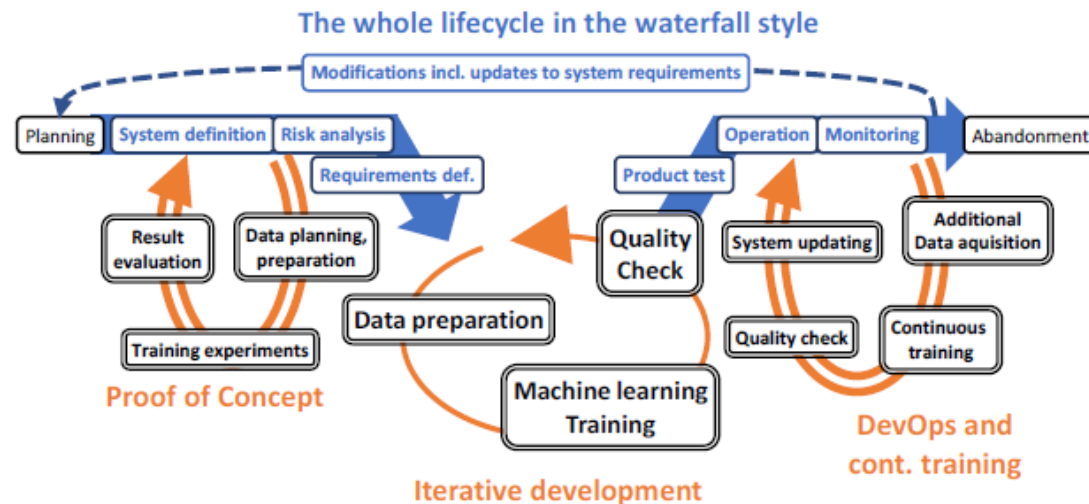 The whole lifecycle in the waterfall style
Modifications incl. updates to system requirements
Planning
System definition
Risk analysis
Requirements def.
Operation
Monitoring
Abandonment
Product test
Result
evaluation
Data planning,
preparation
Training experiments
Proof of Concept
Quality
Check
Data preparation
Machine learning
Training
Iterative development
System updating
Additional
Data aquisition
Quality check
Continuous
training
DevOps and
cont. training